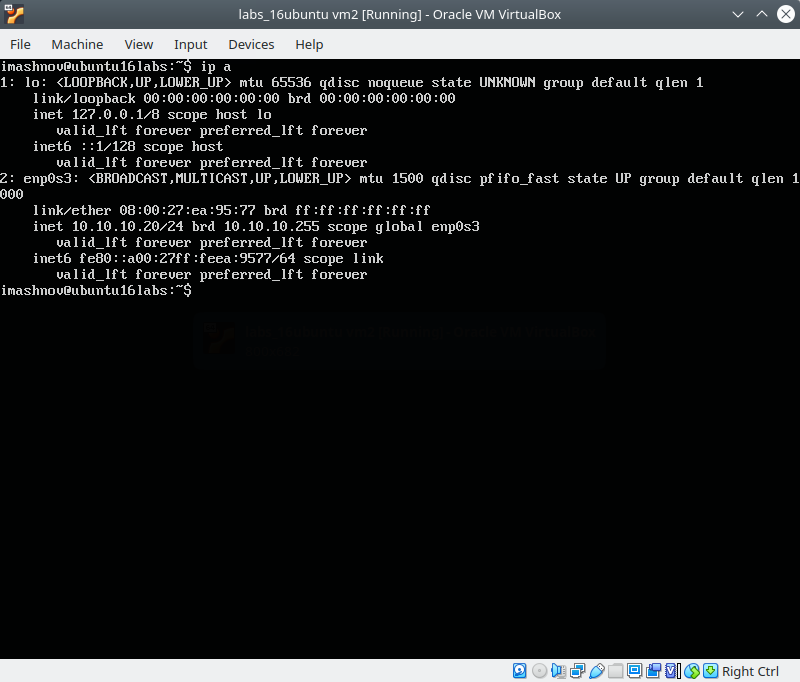 labs_16ubuntu vm2 [Running] - Oracle VM VirtualBox
File Machine View Input Devices Help
imashnov@ubuntu16labs:~$ ip a
1: lo: <LOOPBACK,UP,LOWER_UP> mtu 65536 qdisc noqueue state UNKNOWN group default qlen 1
    link/loopback 00:00:00:00:00:00 brd 00:00:00:00:00:00
    inet 127.0.0.1/8 scope host lo
       valid_lft forever preferred_lft forever
    inet6 ::1/128 scope host
       valid_lft forever preferred_lft forever
2: enp0s3: <BROADCAST,MULTICAST,UP,LOWER_UP> mtu 1500 qdisc pfifo_fast state UP group default qlen 1
000
    link/ether 08:00:27:ea:95:77 brd ff:ff:ff:ff:ff:ff
    inet 10.10.10.20/24 brd 10.10.10.255 scope global enp0s3
       valid_lft forever preferred_lft forever
    inet6 fe80::a00:27ff:feea:9577/64 scope link
       valid_lft forever preferred_lft forever
imashnov@ubuntu16labs:~$
Right Ctrl